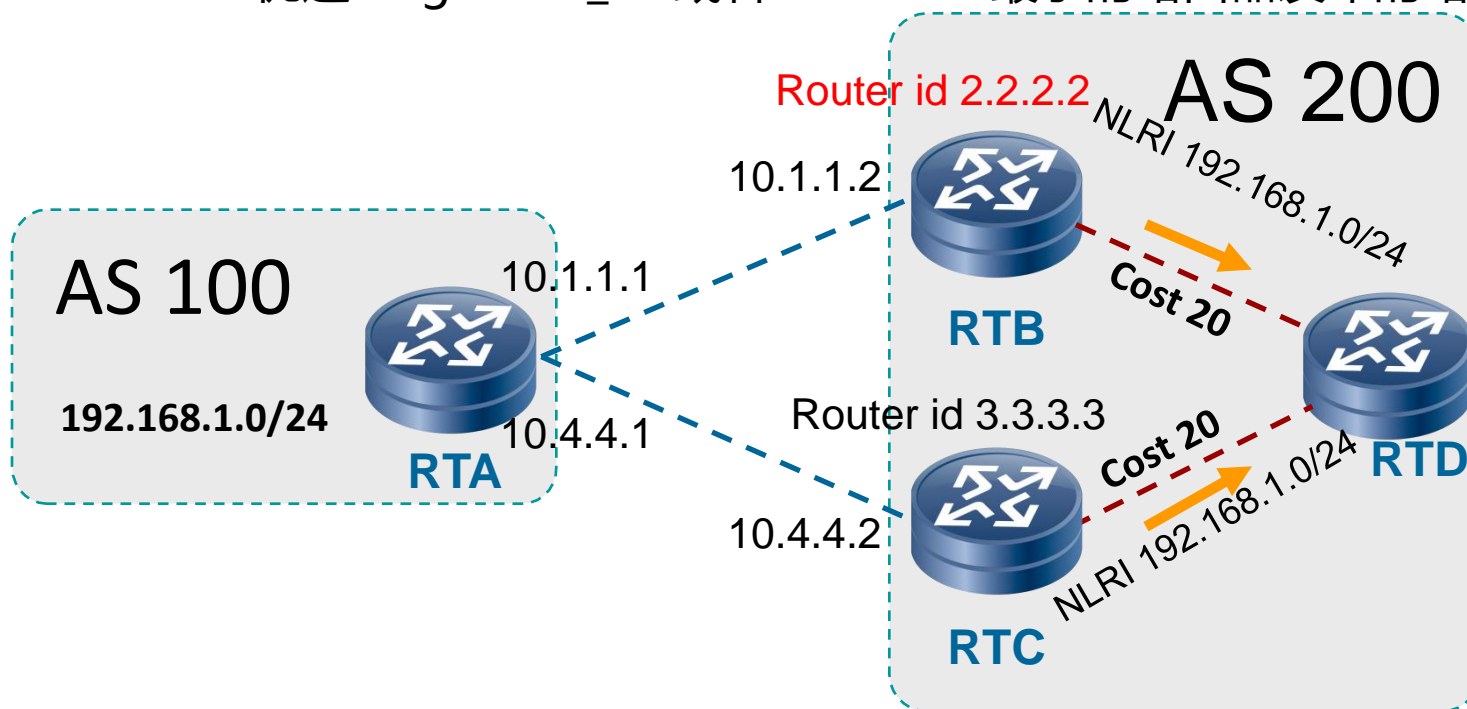 Router id 2.2.2.2
AS 200
NLRI 192.168.1.0/24
10.1.1.2
10.1.1.1
AS 100
Cost 20
RTB
192.168.1.0/24
Router id 3.3.3.3
10.4.4.1
Cost 20
RTA
RTD
NLRI 192.168.1.0/24
10.4.4.2
RTC